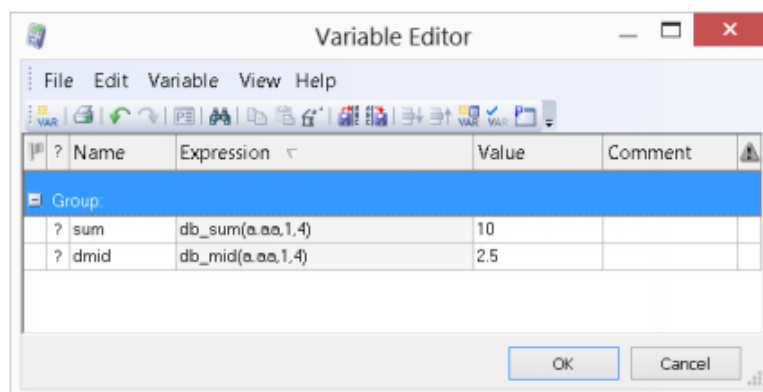 Variable Editor
File Edit Variable View Help
? Name Expression Value Comment
Group:
? sum db_sum(a.aa,1,4) 10
? dmid db_mid(a.aa,1,4) 2.5
OK Cancel